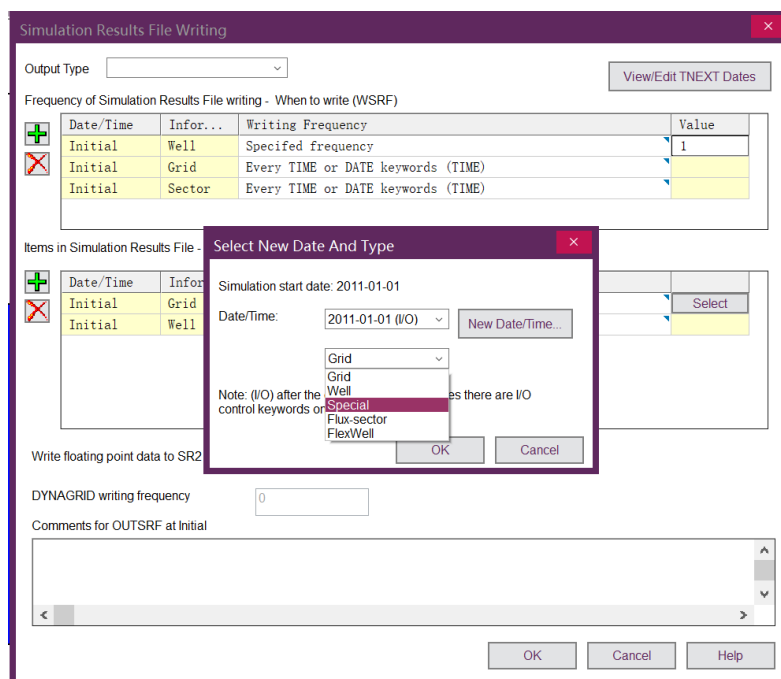 Simulation Results File Writing
Output Type
View/Edit TNEXT Dates
Frequency of Simulation Results File writing - When to write (WSRF)
Date/Time Infor... Writing Frequency Value
Initial Well Specifed frequency 1
Initial Grid Every TIME or DATE keywords (TIME)
Initial Sector Every TIME or DATE keywords (TIME)
Items in Simulation Results File -
Date/Time Infor
Initial Grid Select
Initial Well
Select New Date And Type
Simulation start date: 2011-01-01
Date/Time: 2011-01-01 (I/O) New Date/Time...
Grid
Grid
Well
Special
Flux-sector
FlexWell
Note: (I/O) after the es there are I/O
control keywords or
OK Cancel
Write floating point data to SR2
DYNAGRID writing frequency 0
Comments for OUTSRF at Initial
OK Cancel Help